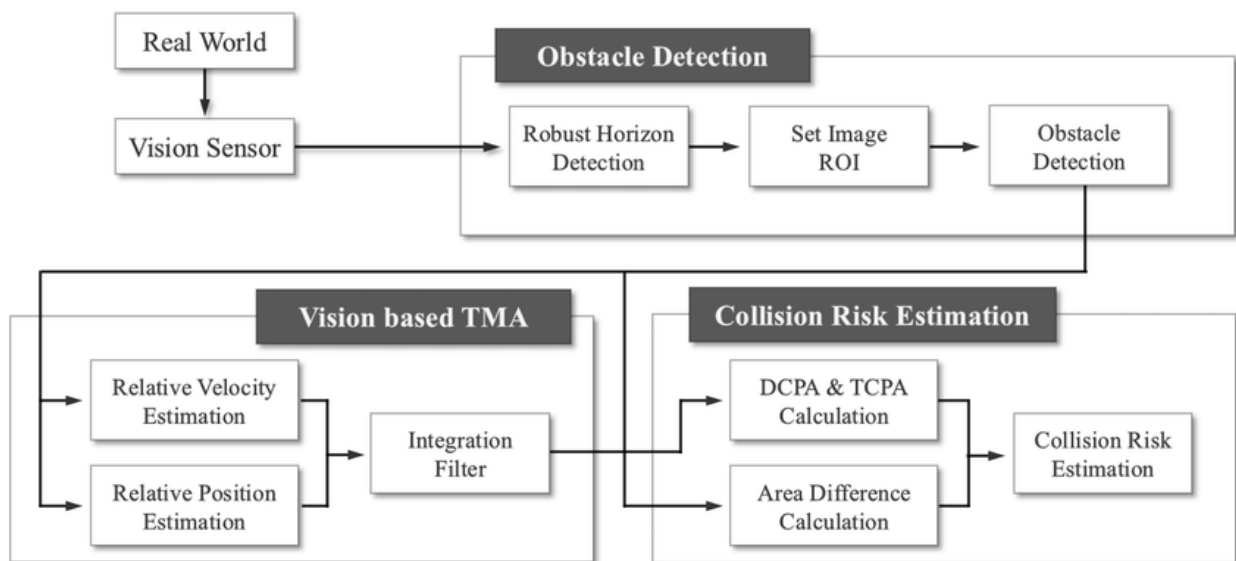 Real World
Vision Sensor
Obstacle Detection
Robust Horizon
Detection
Set Image
ROI
Obstacle
Detection
Vision based TMA
Relative Velocity
Estimation
Relative Position
Estimation
Integration
Filter
Collision Risk Estimation
DCPA & TCPA
Calculation
Area Difference
Calculation
Collision Risk
Estimation